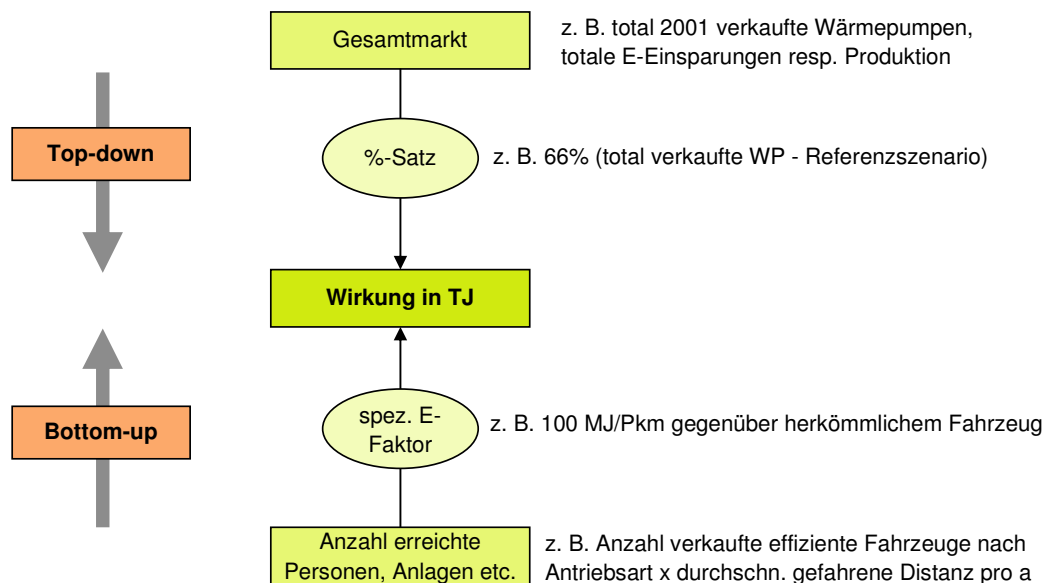 Gesamtmarkt
z. B. total 2001 verkaufte Wärmepumpen,
totale E-Einsparungen resp. Produktion
Top-down
%-Satz
z. B. 66% (total verkaufte WP - Referenzszenario)
Wirkung in TJ
Bottom-up
spez. E-
Faktor
z. B. 100 MJ/Pkm gegenüber herkömmlichem Fahrzeug
Anzahl erreichte
Personen, Anlagen etc.
z. B. Anzahl verkaufte effiziente Fahrzeuge nach
Antriebsart x durchschn. gefahrene Distanz pro a